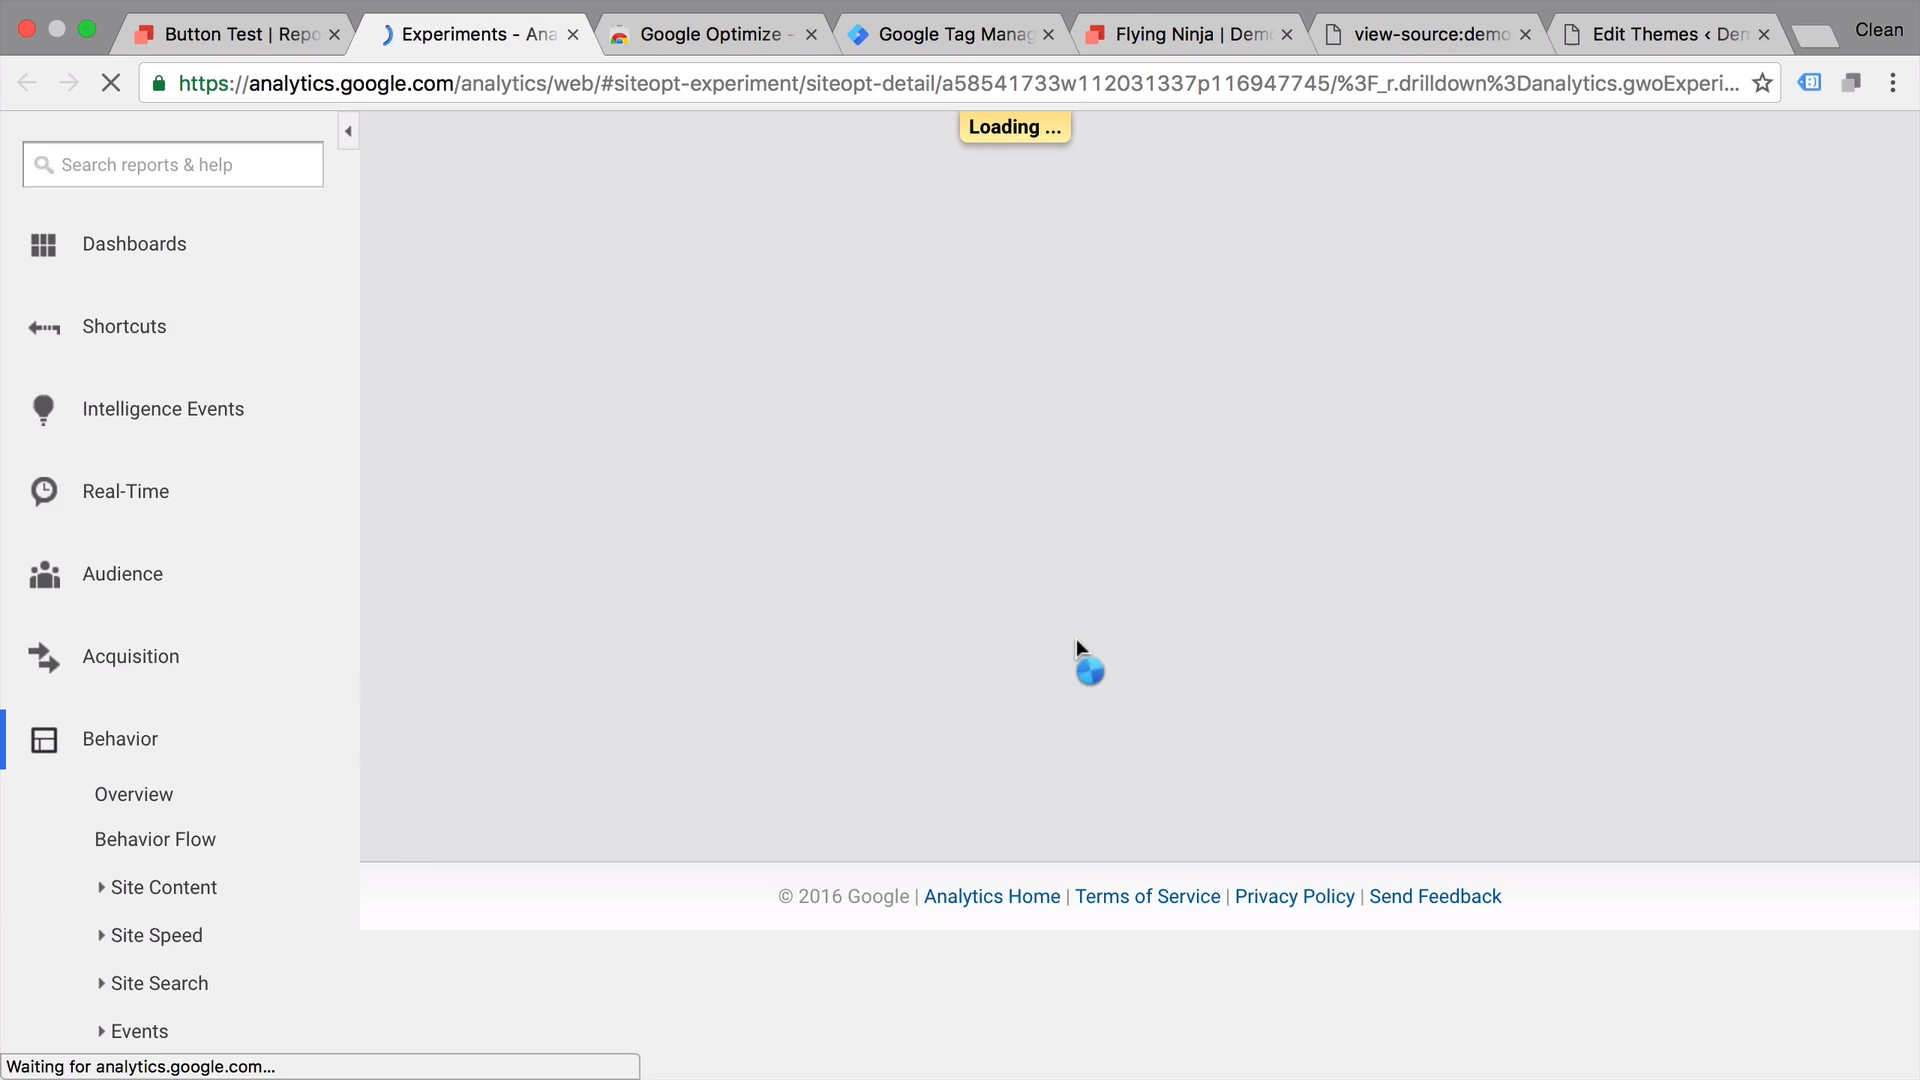 Button Test | Repo
Experiments - Ana
Google Optimize -
Google Tag Manag
Flying Ninja | Demo
view-source:demo
Edit Themes ‹ Dem
Clean
https://analytics.google.com/analytics/web/#siteopt-experiment/siteopt-detail/a58541733w112031337p116947745/%3F_r.drilldown%3Danalytics.gwoExperi...
Loading ...
Search reports & help
Dashboards
Shortcuts
Intelligence Events
Real-Time
Audience
Acquisition
Behavior
Overview
Behavior Flow
Site Content
Site Speed
Site Search
Events
© 2016 Google | Analytics Home | Terms of Service | Privacy Policy | Send Feedback
Waiting for analytics.google.com...